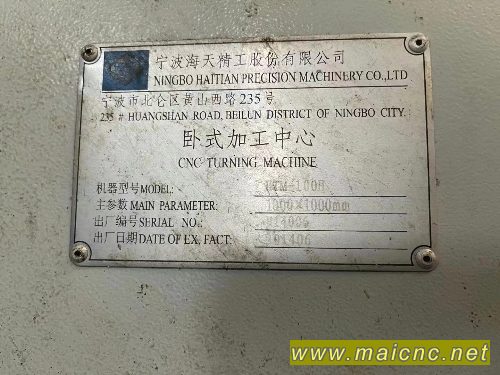 宁波海天精工股份有限公司
NINGBO HAITIAN PRECISION MACHINERY CO.,LTD
宁波市北仑区黄山西路235号
235 # HUANGSHAN ROAD, BEILUN DISTRICT OF NINGBO CITY.
卧式加工中心
CNC TURNING MACHINE
机器型号MODEL:
主参数MAIN PARAMETER: 1000×1000mm
出厂编号SERIAL NO.:
出厂日期DATE OF EX. FACT: 201406
www.maicnc.net